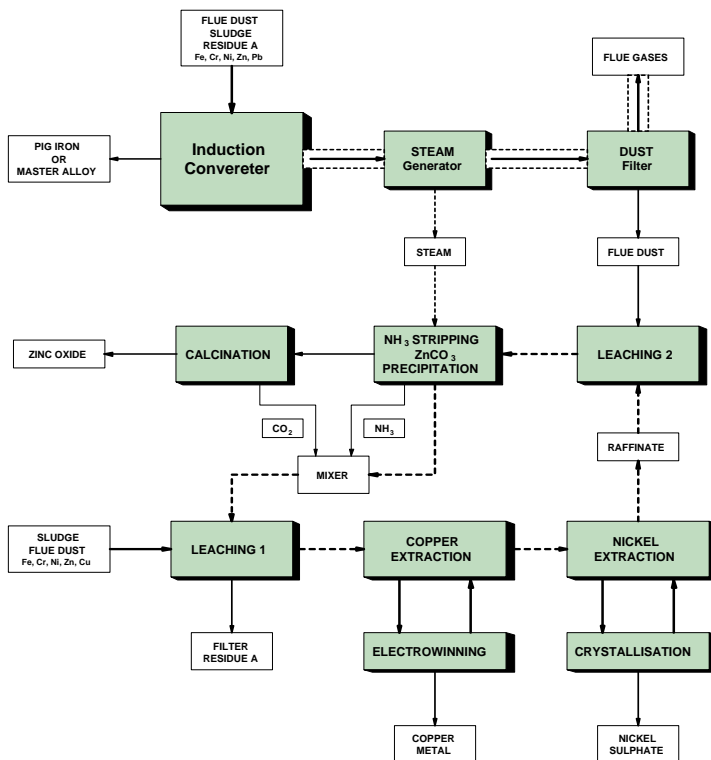 FLUE DUST
SLUDGE
RESIDUE A
Fe, Cr, Ni, Zn, Pb
FLUE GASES
PIG IRON
OR
MASTER ALLOY
Induction
Convereter
STEAM
Generator
DUST
Filter
STEAM
FLUE DUST
ZINC OXIDE
CALCINATION
NH₃ STRIPPING
ZnCO₃
PRECIPITATION
LEACHING 2
CO₂
NH₃
RAFFINATE
MIXER
SLUDGE
FLUE DUST
Fe, Cr, Ni, Zn, Cu
LEACHING 1
COPPER
EXTRACTION
NICKEL
EXTRACTION
FILTER
RESIDUE A
ELECTROWINNING
CRYSTALLISATION
COPPER
METAL
NICKEL
SULPHATE